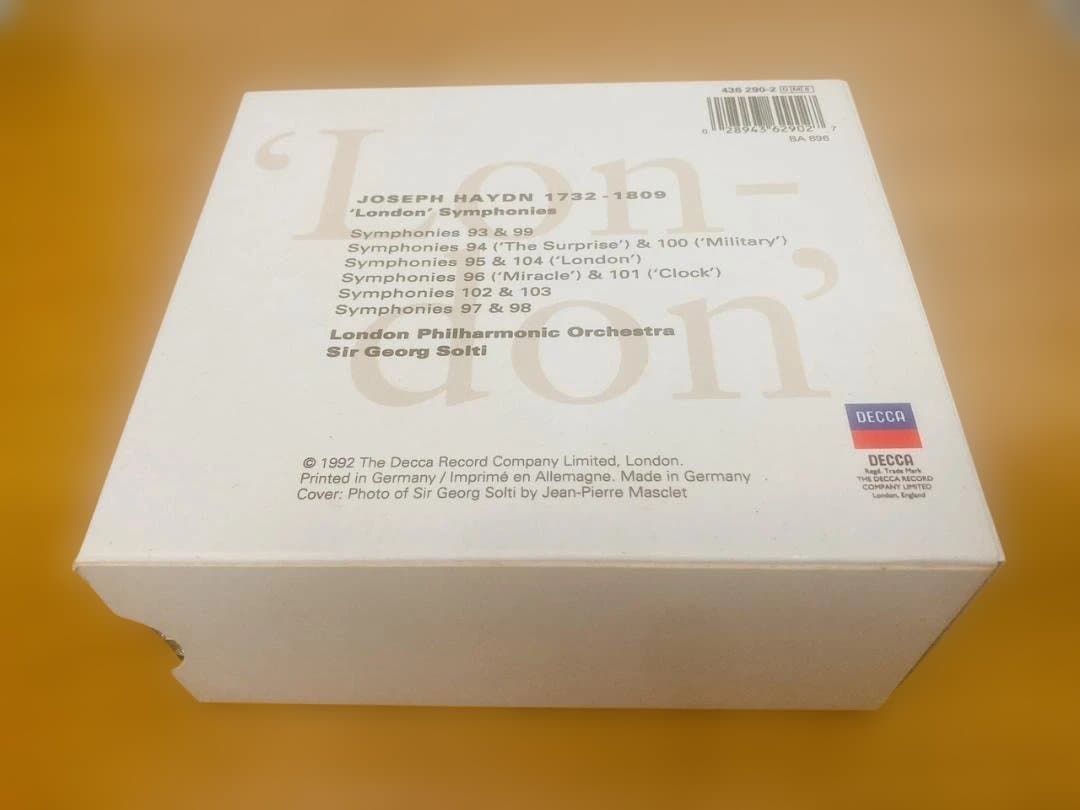 436 290-2 GM6
0 28943 62902 7
BA 896
'Lon-
don'
JOSEPH HAYDN 1732-1809
'London' Symphonies
Symphonies 93 & 99
Symphonies 94 ('The Surprise') & 100 ('Military')
Symphonies 95 & 104 ('London')
Symphonies 96 ('Miracle') & 101 ('Clock')
Symphonies 102 & 103
Symphonies 97 & 98
London Philharmonic Orchestra
Sir Georg Solti
© 1992 The Decca Record Company Limited, London.
Printed in Germany / Imprimé en Allemagne. Made in Germany
Cover: Photo of Sir Georg Solti by Jean-Pierre Masclet
DECCA
DECCA
Regd. Trade Mark
THE DECCA RECORD
COMPANY LIMITED
London, England